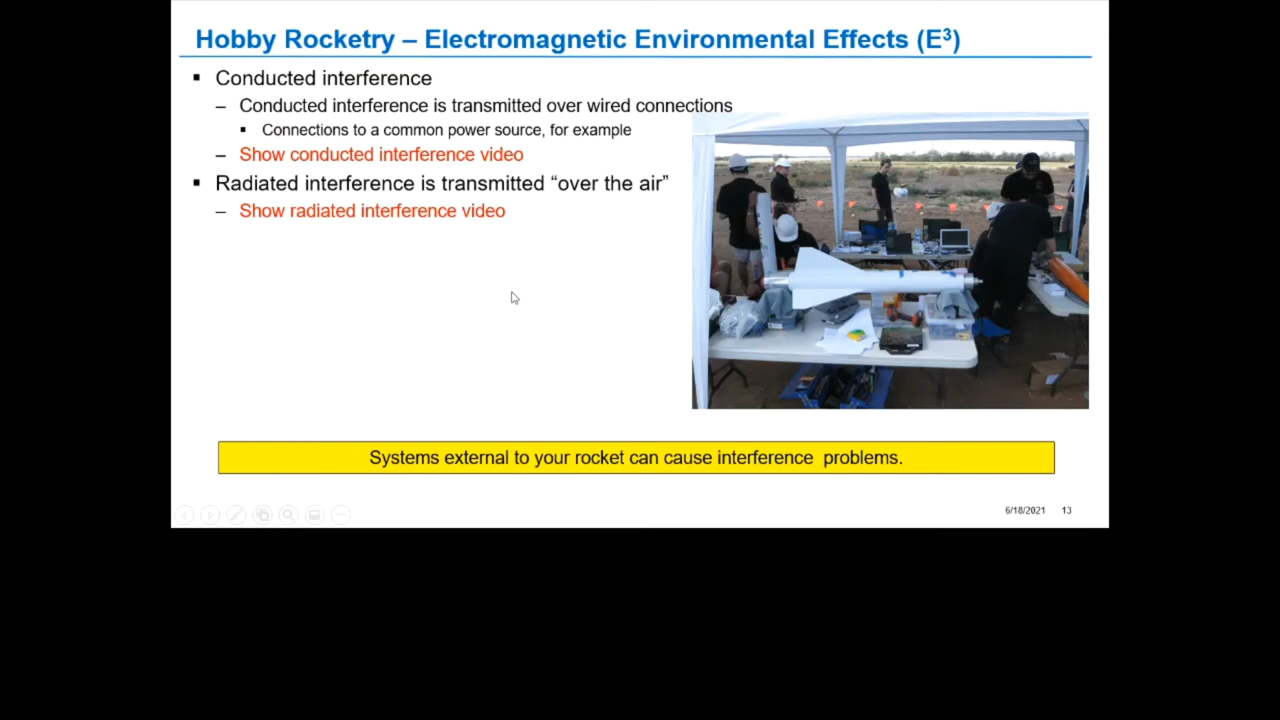 Hobby Rocketry – Electromagnetic Environmental Effects (E³)
▪ Conducted interference
– Conducted interference is transmitted over wired connections
▪ Connections to a common power source, for example
– Show conducted interference video
▪ Radiated interference is transmitted “over the air”
– Show radiated interference video
Systems external to your rocket can cause interference  problems.
6/18/2021 13